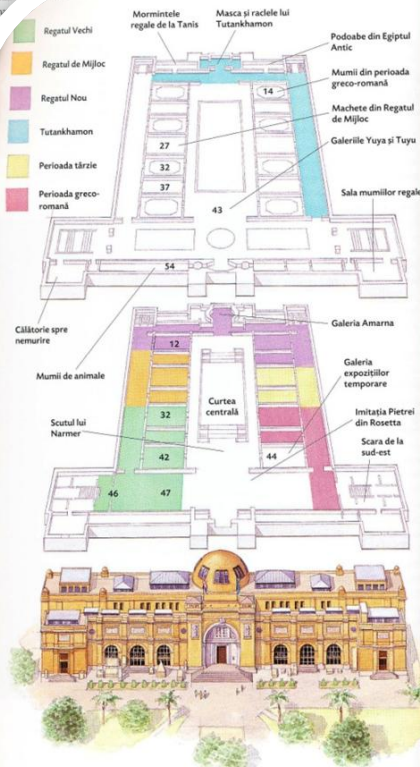 Regatul Vechi
Regatul de Mijloc
Regatul Nou
Tutankhamon
Perioada târzie
Perioada greco-
romană
Mormintele
regale de la Tanis
Masca și raclele lui
Tutankhamon
Podoabe din Egiptul
Antic
Mumii din perioada
greco-romană
Machete din Regatul
de Mijloc
Galeriile Yuya și Tuyu
Sala mumiilor regale
14
27
32
37
43
54
Călătorie spre
nemurire
Mumii de animale
Galeria Amarna
Galeria
expozițiilor
temporare
Imitația Pietrei
din Rosetta
Scara de la
sud-est
12
Curtea
centrală
Scutul lui
Narmer
32
42
44
46
47